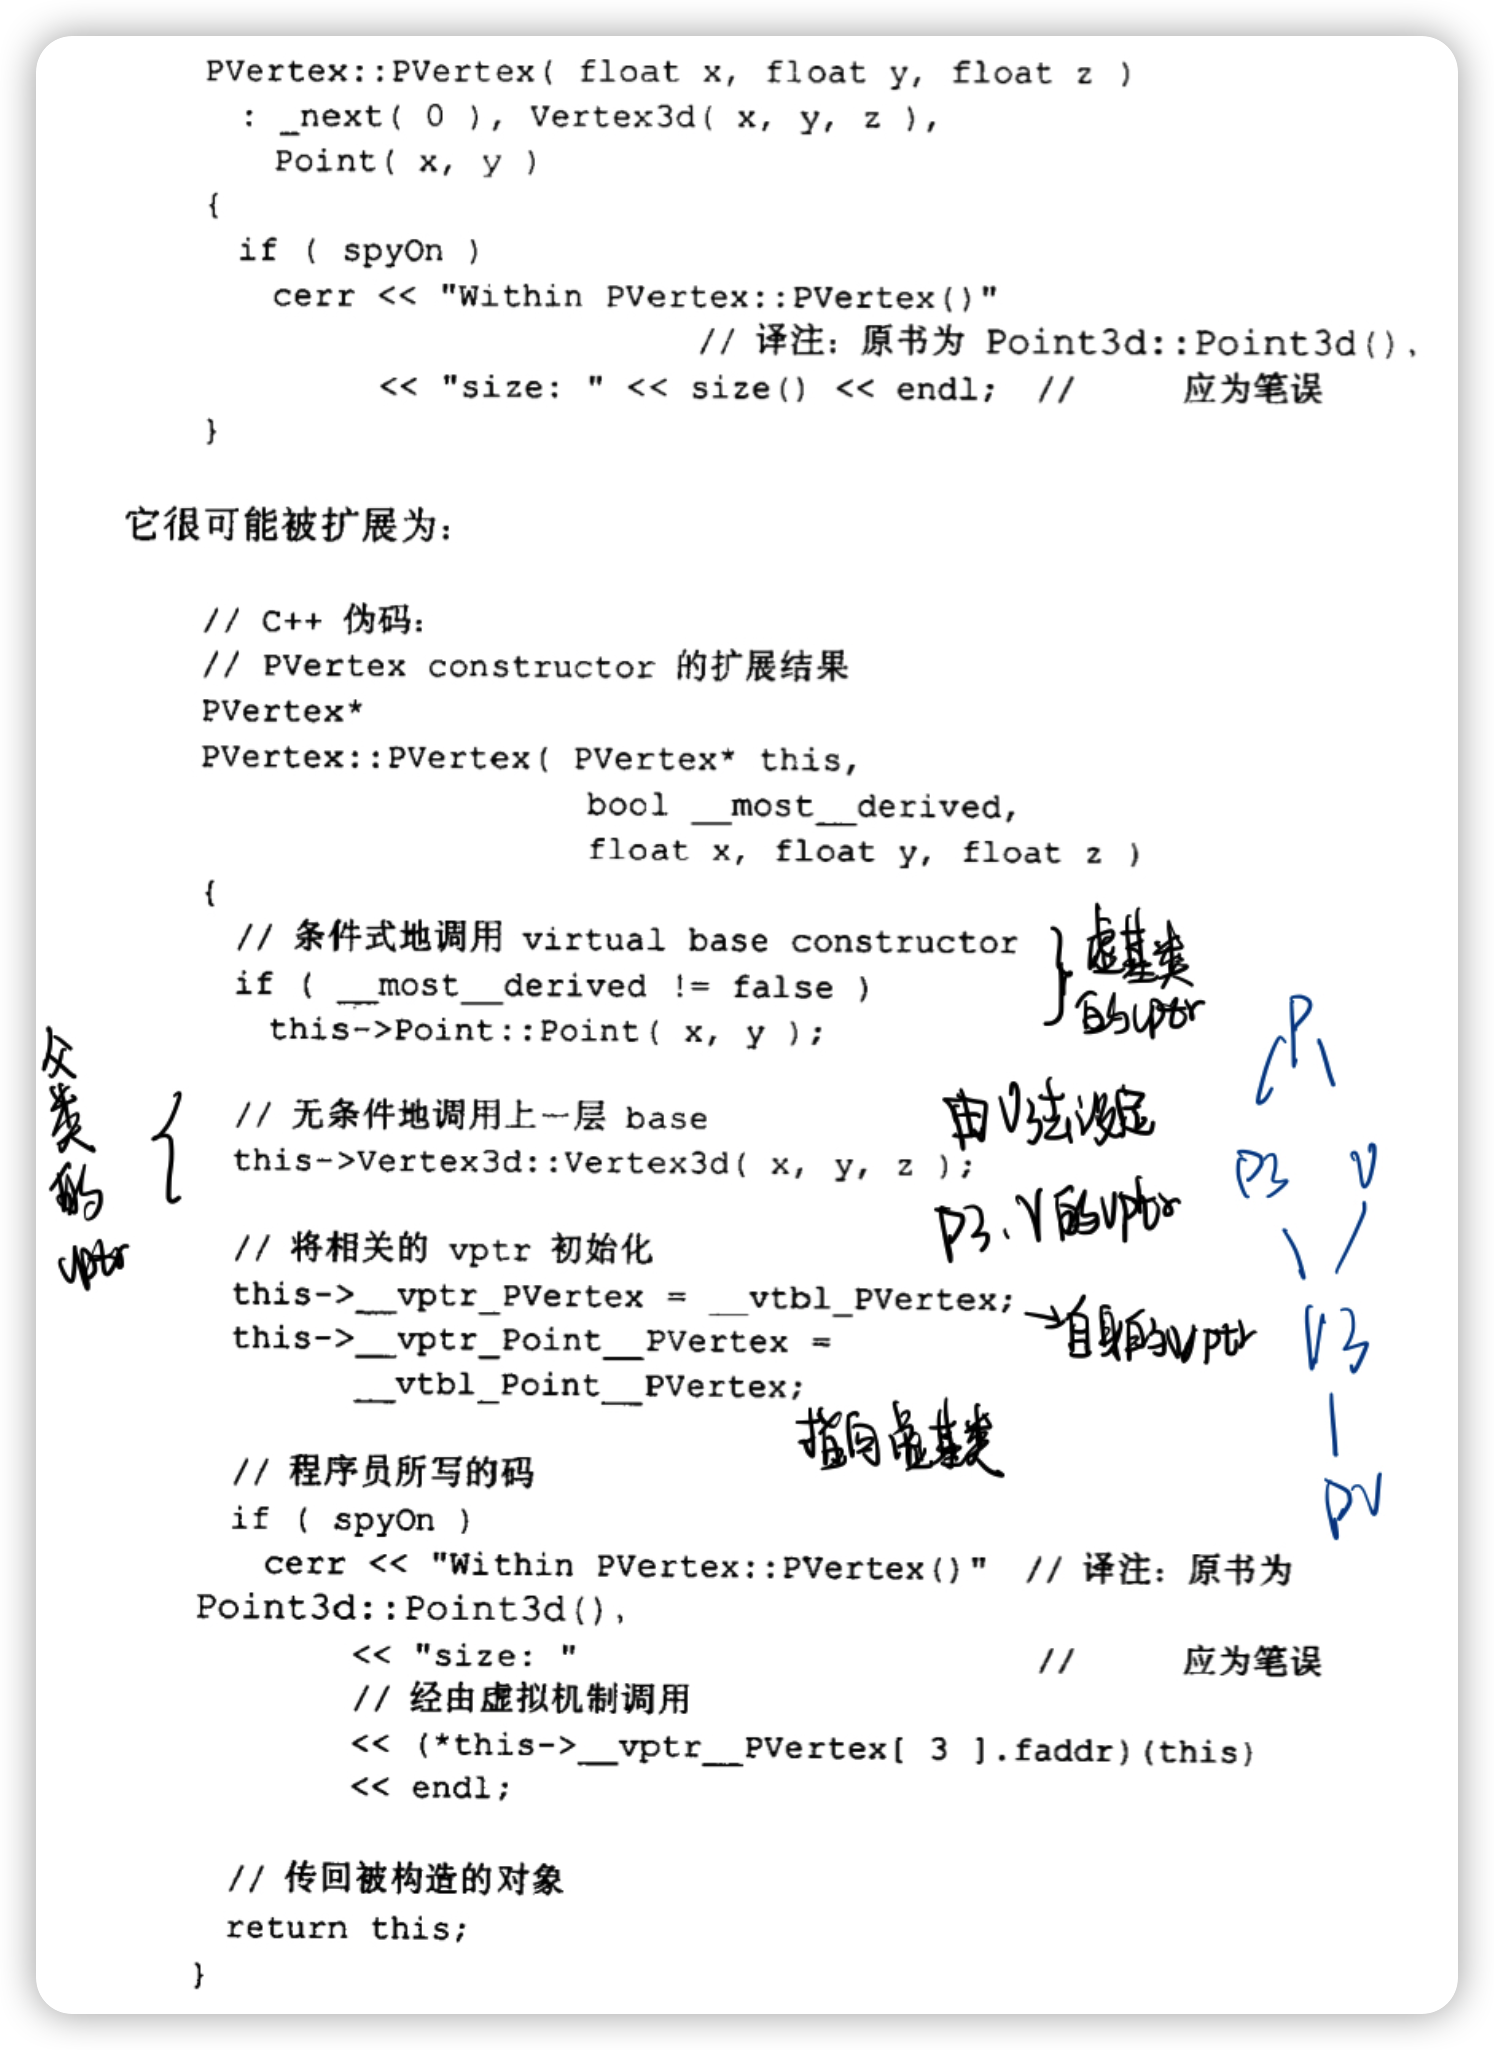 PVertex::PVertex( float x, float y, float z )
: _next( 0 ), Vertex3d( x, y, z ),
Point( x, y )
{
if ( spyOn )
cerr << "Within PVertex::PVertex()"
// 译注：原书为 Point3d::Point3d(),
<< "size: " << size() << endl; // 应为笔误
}
它很可能被扩展为：
// C++ 伪码：
// PVertex constructor 的扩展结果
PVertex*
PVertex::PVertex( PVertex* this,
bool __most__derived,
float x, float y, float z )
{
// 条件式地调用 virtual base constructor
if ( __most__derived != false )
this->Point::Point( x, y );
虚基类
的vptr
// 无条件地调用上一层 base
this->Vertex3d::Vertex3d( x, y, z );
父类的vptr
由V3去设定
P3、V的vptr
// 将相关的 vptr 初始化
this->__vptr_PVertex = __vtbl_PVertex;
→自身的vptr
this->__vptr_Point__PVertex =
__vtbl_Point__PVertex;
指向虚基类
P
P3 V
V3
PV
// 程序员所写的码
if ( spyOn )
cerr << "Within PVertex::PVertex()" // 译注：原书为
Point3d::Point3d(),
<< "size: " // 应为笔误
// 经由虚拟机制调用
<< (*this->__vptr__PVertex[ 3 ].faddr)(this)
<< endl;
// 传回被构造的对象
return this;
}